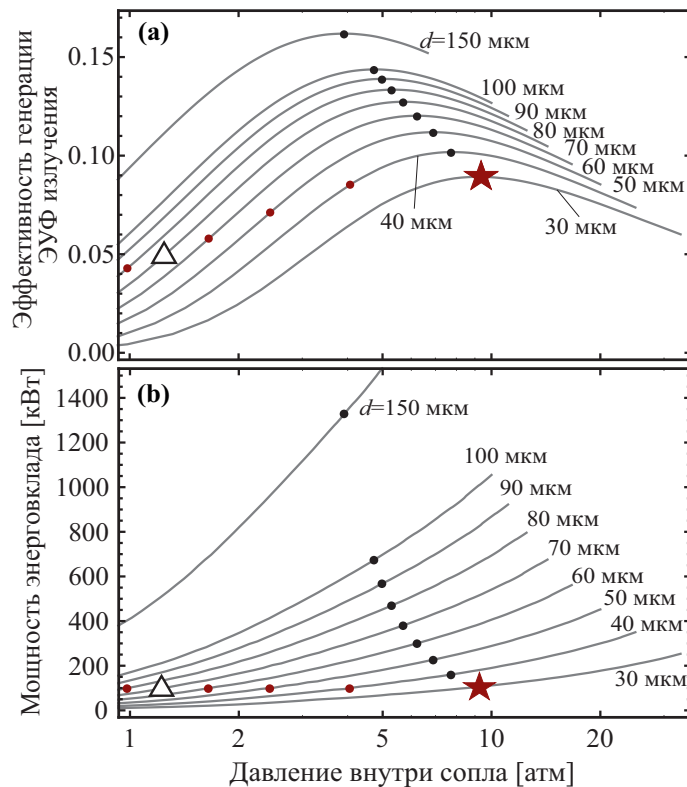 (a)
d=150 мкм
0.15
100 мкм
90 мкм
80 мкм
70 мкм
60 мкм
50 мкм
40 мкм
30 мкм
0.10
0.05
0.00
Эффективность генерации
ЭУФ излучения
(b)
d=150 мкм
1400
1200
1000
800
600
400
200
0
100 мкм
90 мкм
80 мкм
70 мкм
60 мкм
50 мкм
40 мкм
30 мкм
Мощность энерговклада [кВт]
1 2 5 10 20
Давление внутри сопла [атм]